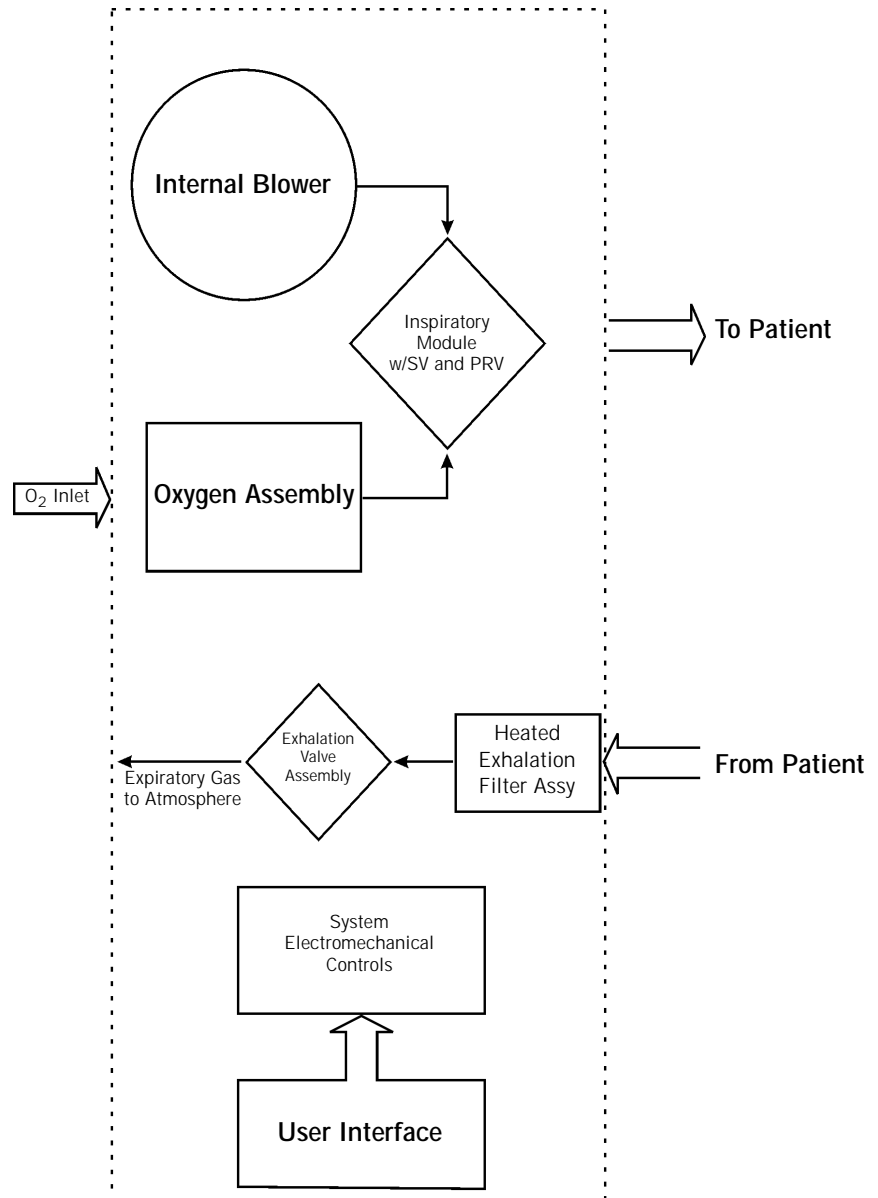 Internal Blower
Inspiratory
Module
w/SV and PRV
To Patient
Oxygen Assembly
O2 Inlet
Exhalation
Valve
Assembly
Heated
Exhalation
Filter Assy
From Patient
Expiratory Gas
to Atmosphere
System
Electromechanical
Controls
User Interface